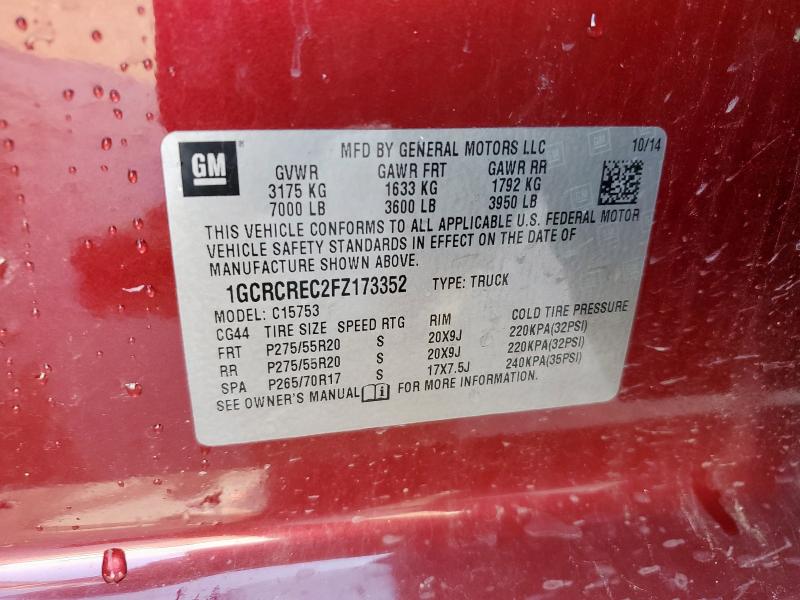 GM
MFD BY GENERAL MOTORS LLC 10/14
GVWR GAWR FRT GAWR RR
3175 KG 1633 KG 1792 KG
7000 LB 3600 LB 3950 LB
THIS VEHICLE CONFORMS TO ALL APPLICABLE U.S. FEDERAL MOTOR
VEHICLE SAFETY STANDARDS IN EFFECT ON THE DATE OF
MANUFACTURE SHOWN ABOVE.
1GCRCREC2FZ173352 TYPE: TRUCK
MODEL: C15753
CG44 TIRE SIZE SPEED RTG RIM COLD TIRE PRESSURE
FRT P275/55R20 S 20X9J 220KPA(32PSI)
RR P275/55R20 S 20X9J 220KPA(32PSI)
SPA P265/70R17 S 17X7.5J 240KPA(35PSI)
SEE OWNER'S MANUAL FOR MORE INFORMATION.